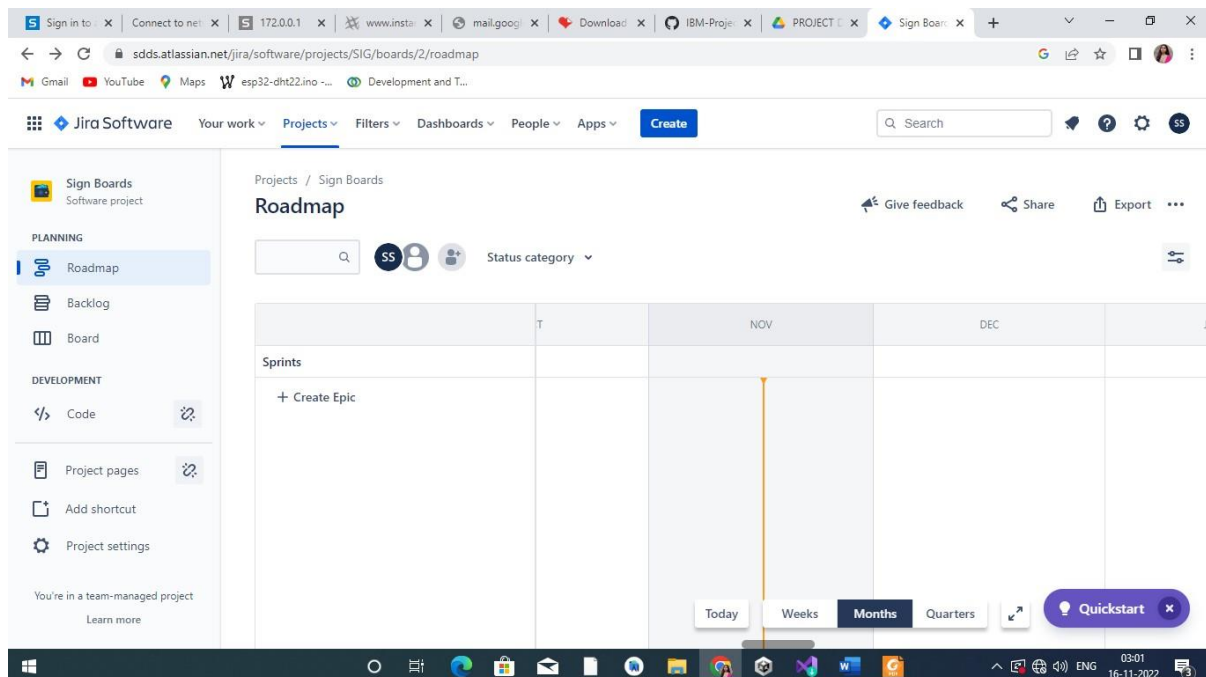 Sign in to
Connect to net
172.0.0.1
www.insta
mail.goog
Download
IBM-Proje
PROJECT D
Sign Board
sdds.atlassian.net/jira/software/projects/SIG/boards/2/roadmap
Gmail YouTube Maps esp32-dht22.ino -... Development and T...
Jira Software Your work Projects Filters Dashboards People Apps Create Search SS
Sign Boards
Software project
Projects / Sign Boards
Roadmap
Give feedback Share Export
PLANNING
Roadmap
Backlog
Board
DEVELOPMENT
Code
Project pages
Add shortcut
Project settings
You're in a team-managed project
Learn more
SS Status category
T NOV DEC
Sprints
+ Create Epic
Today Weeks Months Quarters Quickstart
ENG 03:01
16-11-2022